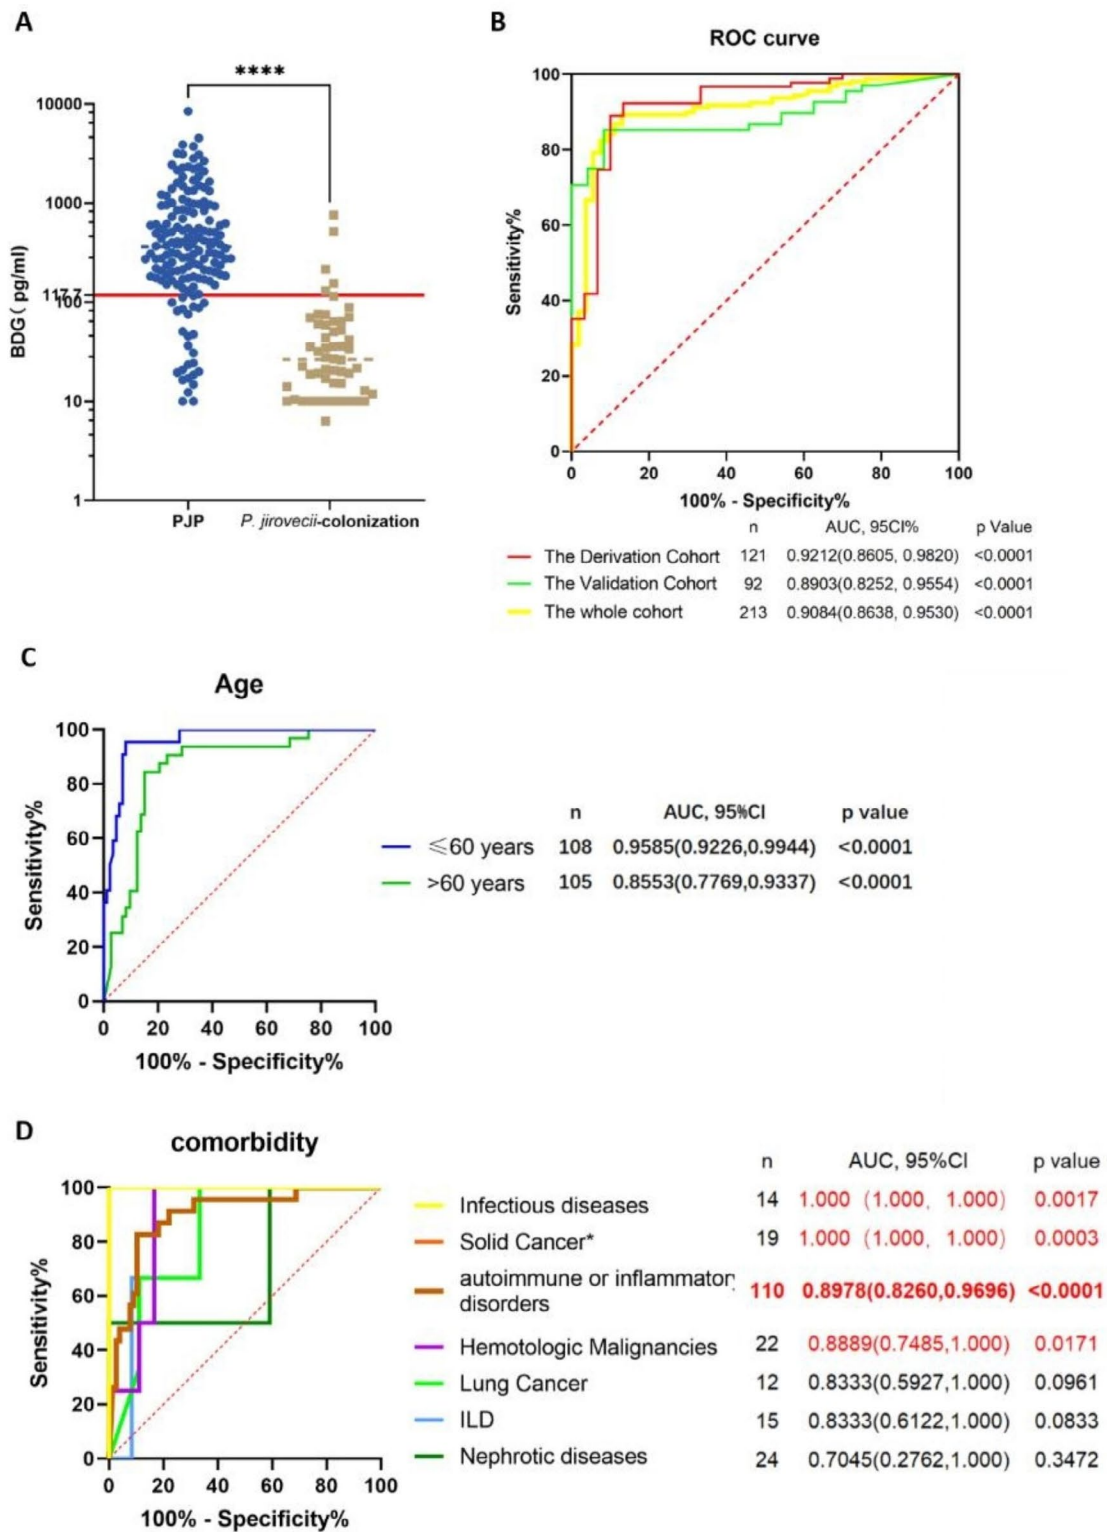 A
****
10000
1000
117.7
100
10
1
BDG( pg/ml)
PJP
P. jirovecii-colonization
B
ROC curve
100
80
60
40
20
0
Sensitivity%
0 20 40 60 80 100
100% - Specificity%
n AUC, 95CI% p Value
The Derivation Cohort 121 0.9212(0.8605, 0.9820) <0.0001
The Validation Cohort 92 0.8903(0.8252, 0.9554) <0.0001
The whole cohort 213 0.9084(0.8638, 0.9530) <0.0001
C
Age
100
80
60
40
20
0
Sensitivity%
0 20 40 60 80 100
100% - Specificity%
n AUC, 95%CI p value
≤60 years 108 0.9585(0.9226,0.9944) <0.0001
>60 years 105 0.8553(0.7769,0.9337) <0.0001
D
comorbidity
100
80
60
40
20
0
Sensitivity%
0 20 40 60 80 100
100% - Specificity%
n AUC, 95%CI p value
Infectious diseases 14 1.000 (1.000, 1.000) 0.0017
Solid Cancer* 19 1.000 (1.000, 1.000) 0.0003
autoimmune or inflammator
disorders 110 0.8978(0.8260,0.9696) <0.0001
Hemotologic Malignancies 22 0.8889(0.7485,1.000) 0.0171
Lung Cancer 12 0.8333(0.5927,1.000) 0.0961
ILD 15 0.8333(0.6122,1.000) 0.0833
Nephrotic diseases 24 0.7045(0.2762,1.000) 0.3472